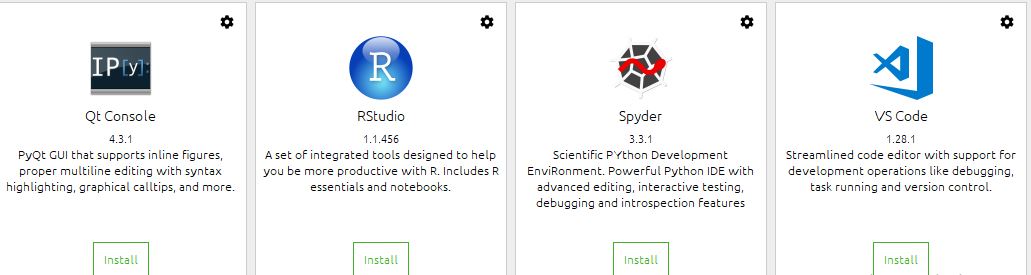 IP[y]:
Qt Console
4.3.1
PyQt GUI that supports inline figures,
proper multiline editing with syntax
highlighting, graphical calltips, and more.
Install
R
RStudio
1.1.456
A set of integrated tools designed to help
you be more productive with R. Includes R
essentials and notebooks.
Install
Spyder
3.3.1
Scientific PYthon Development
EnviRonment. Powerful Python IDE with
advanced editing, interactive testing,
debugging and introspection features
Install
VS Code
1.28.1
Streamlined code editor with support for
development operations like debugging,
task running and version control.
Install